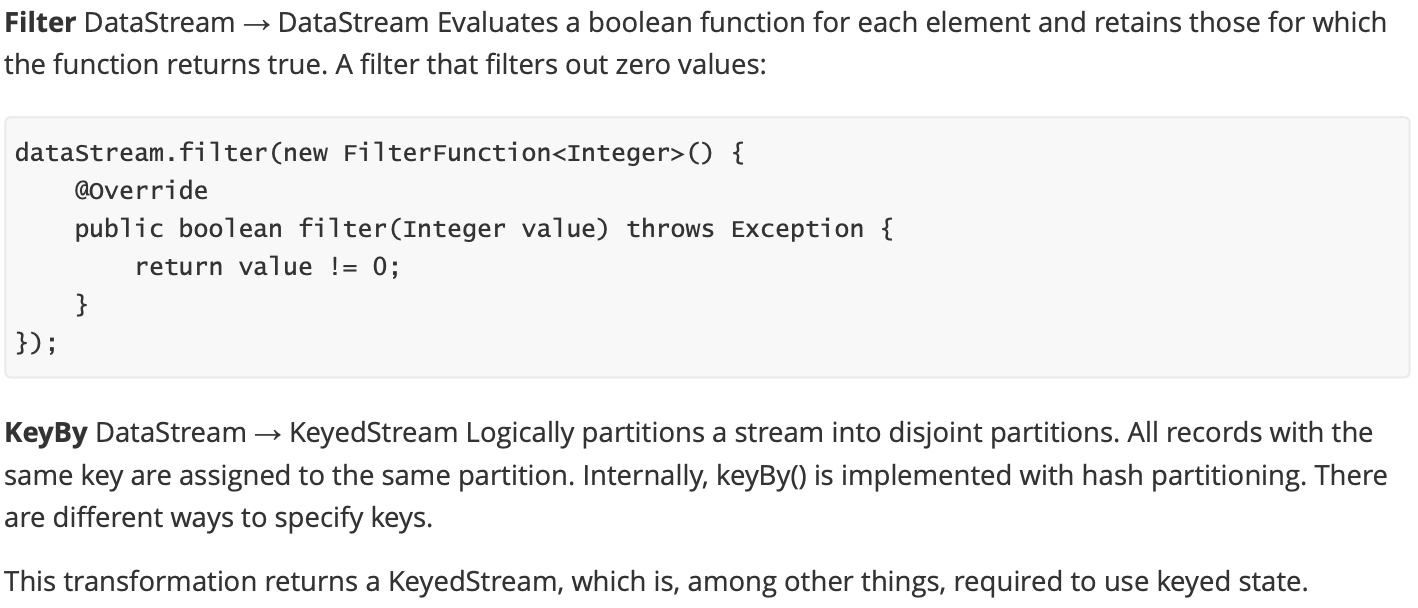 Filter DataStream → DataStream Evaluates a boolean function for each element and retains those for which
the function returns true. A filter that filters out zero values:
dataStream.filter(new FilterFunction<Integer>() {
    @Override
    public boolean filter(Integer value) throws Exception {
        return value != 0;
    }
});
KeyBy DataStream → KeyedStream Logically partitions a stream into disjoint partitions. All records with the
same key are assigned to the same partition. Internally, keyBy() is implemented with hash partitioning. There
are different ways to specify keys.
This transformation returns a KeyedStream, which is, among other things, required to use keyed state.